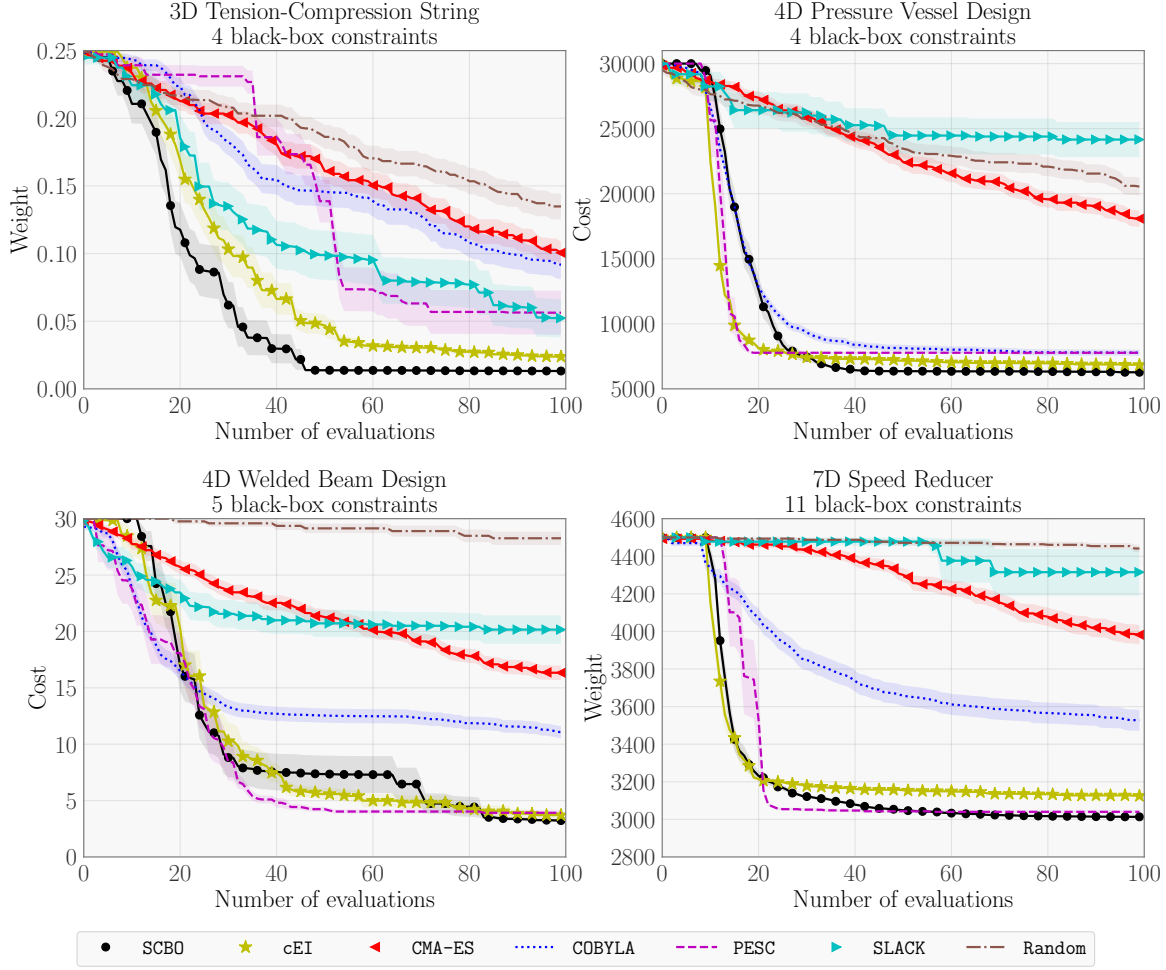 3D Tension-Compression String
4 black-box constraints
0.25
0.20
0.15
0.10
0.05
0.00
Weight
0 20 40 60 80 100
Number of evaluations
4D Pressure Vessel Design
4 black-box constraints
30000
25000
20000
15000
10000
5000
Cost
0 20 40 60 80 100
Number of evaluations
4D Welded Beam Design
5 black-box constraints
30
25
20
15
10
5
0
Cost
0 20 40 60 80 100
Number of evaluations
7D Speed Reducer
11 black-box constraints
4600
4400
4200
4000
3800
3600
3400
3200
3000
2800
Weight
0 20 40 60 80 100
Number of evaluations
SCBO cEI CMA-ES COBYLA PESC SLACK Random